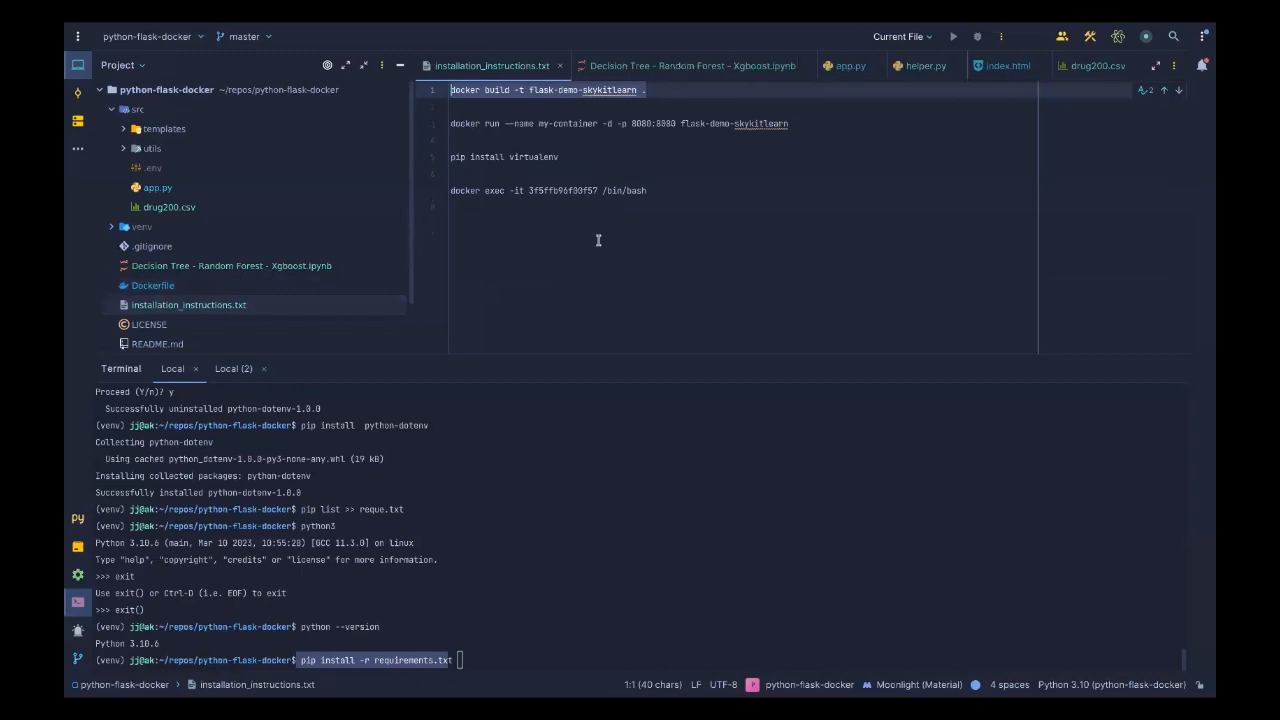 python-flask-docker
master
Current File
Project
installation_instructions.txt
Decision Tree - Random Forest - Xgboost.ipynb
app.py
helper.py
index.html
drug200.csv
python-flask-docker ~/repos/python-flask-docker
src
templates
utils
.env
app.py
drug200.csv
venv
.gitignore
Decision Tree - Random Forest - Xgboost.ipynb
Dockerfile
installation_instructions.txt
LICENSE
README.md
1
docker build -t flask-demo-skykitlearn .
2
docker run --name my-container -d -p 8080:8080 flask-demo-skykitlearn
5
pip install virtualenv
6
docker exec -it 3f5ffb96f00f57 /bin/bash
8
Terminal
Local
Local (2)
Proceed (Y/n)? y
Successfully uninstalled python-dotenv-1.0.0
(venv) jj@ak:~/repos/python-flask-docker$ pip install  python-dotenv
Collecting python-dotenv
Using cached python_dotenv-1.0.0-py3-none-any.whl (19 kB)
Installing collected packages: python-dotenv
Successfully installed python-dotenv-1.0.0
(venv) jj@ak:~/repos/python-flask-docker$ pip list >> reque.txt
(venv) jj@ak:~/repos/python-flask-docker$ python3
Python 3.10.6 (main, Mar 10 2023, 10:55:28) [GCC 11.3.0] on linux
Type "help", "copyright", "credits" or "license" for more information.
>>> exit
Use exit() or Ctrl-D (i.e. EOF) to exit
>>> exit()
(venv) jj@ak:~/repos/python-flask-docker$ python --version
Python 3.10.6
(venv) jj@ak:~/repos/python-flask-docker$ pip install -r requirements.txt
python-flask-docker
installation_instructions.txt
1:1 (40 chars)
LF
UTF-8
python-flask-docker
Moonlight (Material)
4 spaces
Python 3.10 (python-flask-docker)